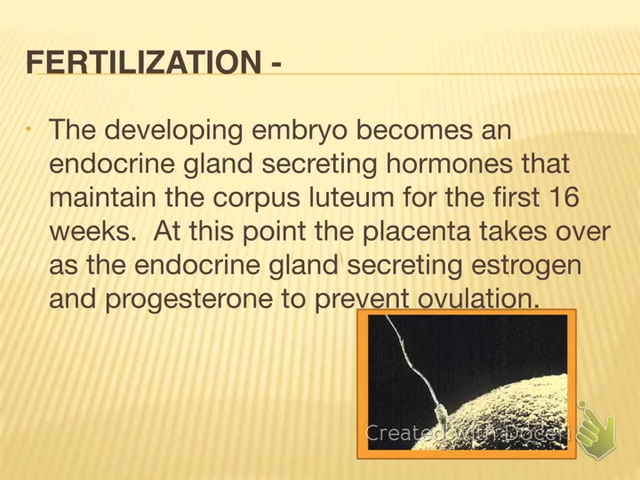 FERTILIZATION -
• The developing embryo becomes an
endocrine gland secreting hormones that
maintain the corpus luteum for the first 16
weeks.  At this point the placenta takes over
as the endocrine gland secreting estrogen
and progesterone to prevent ovulation.
Created with Doceri